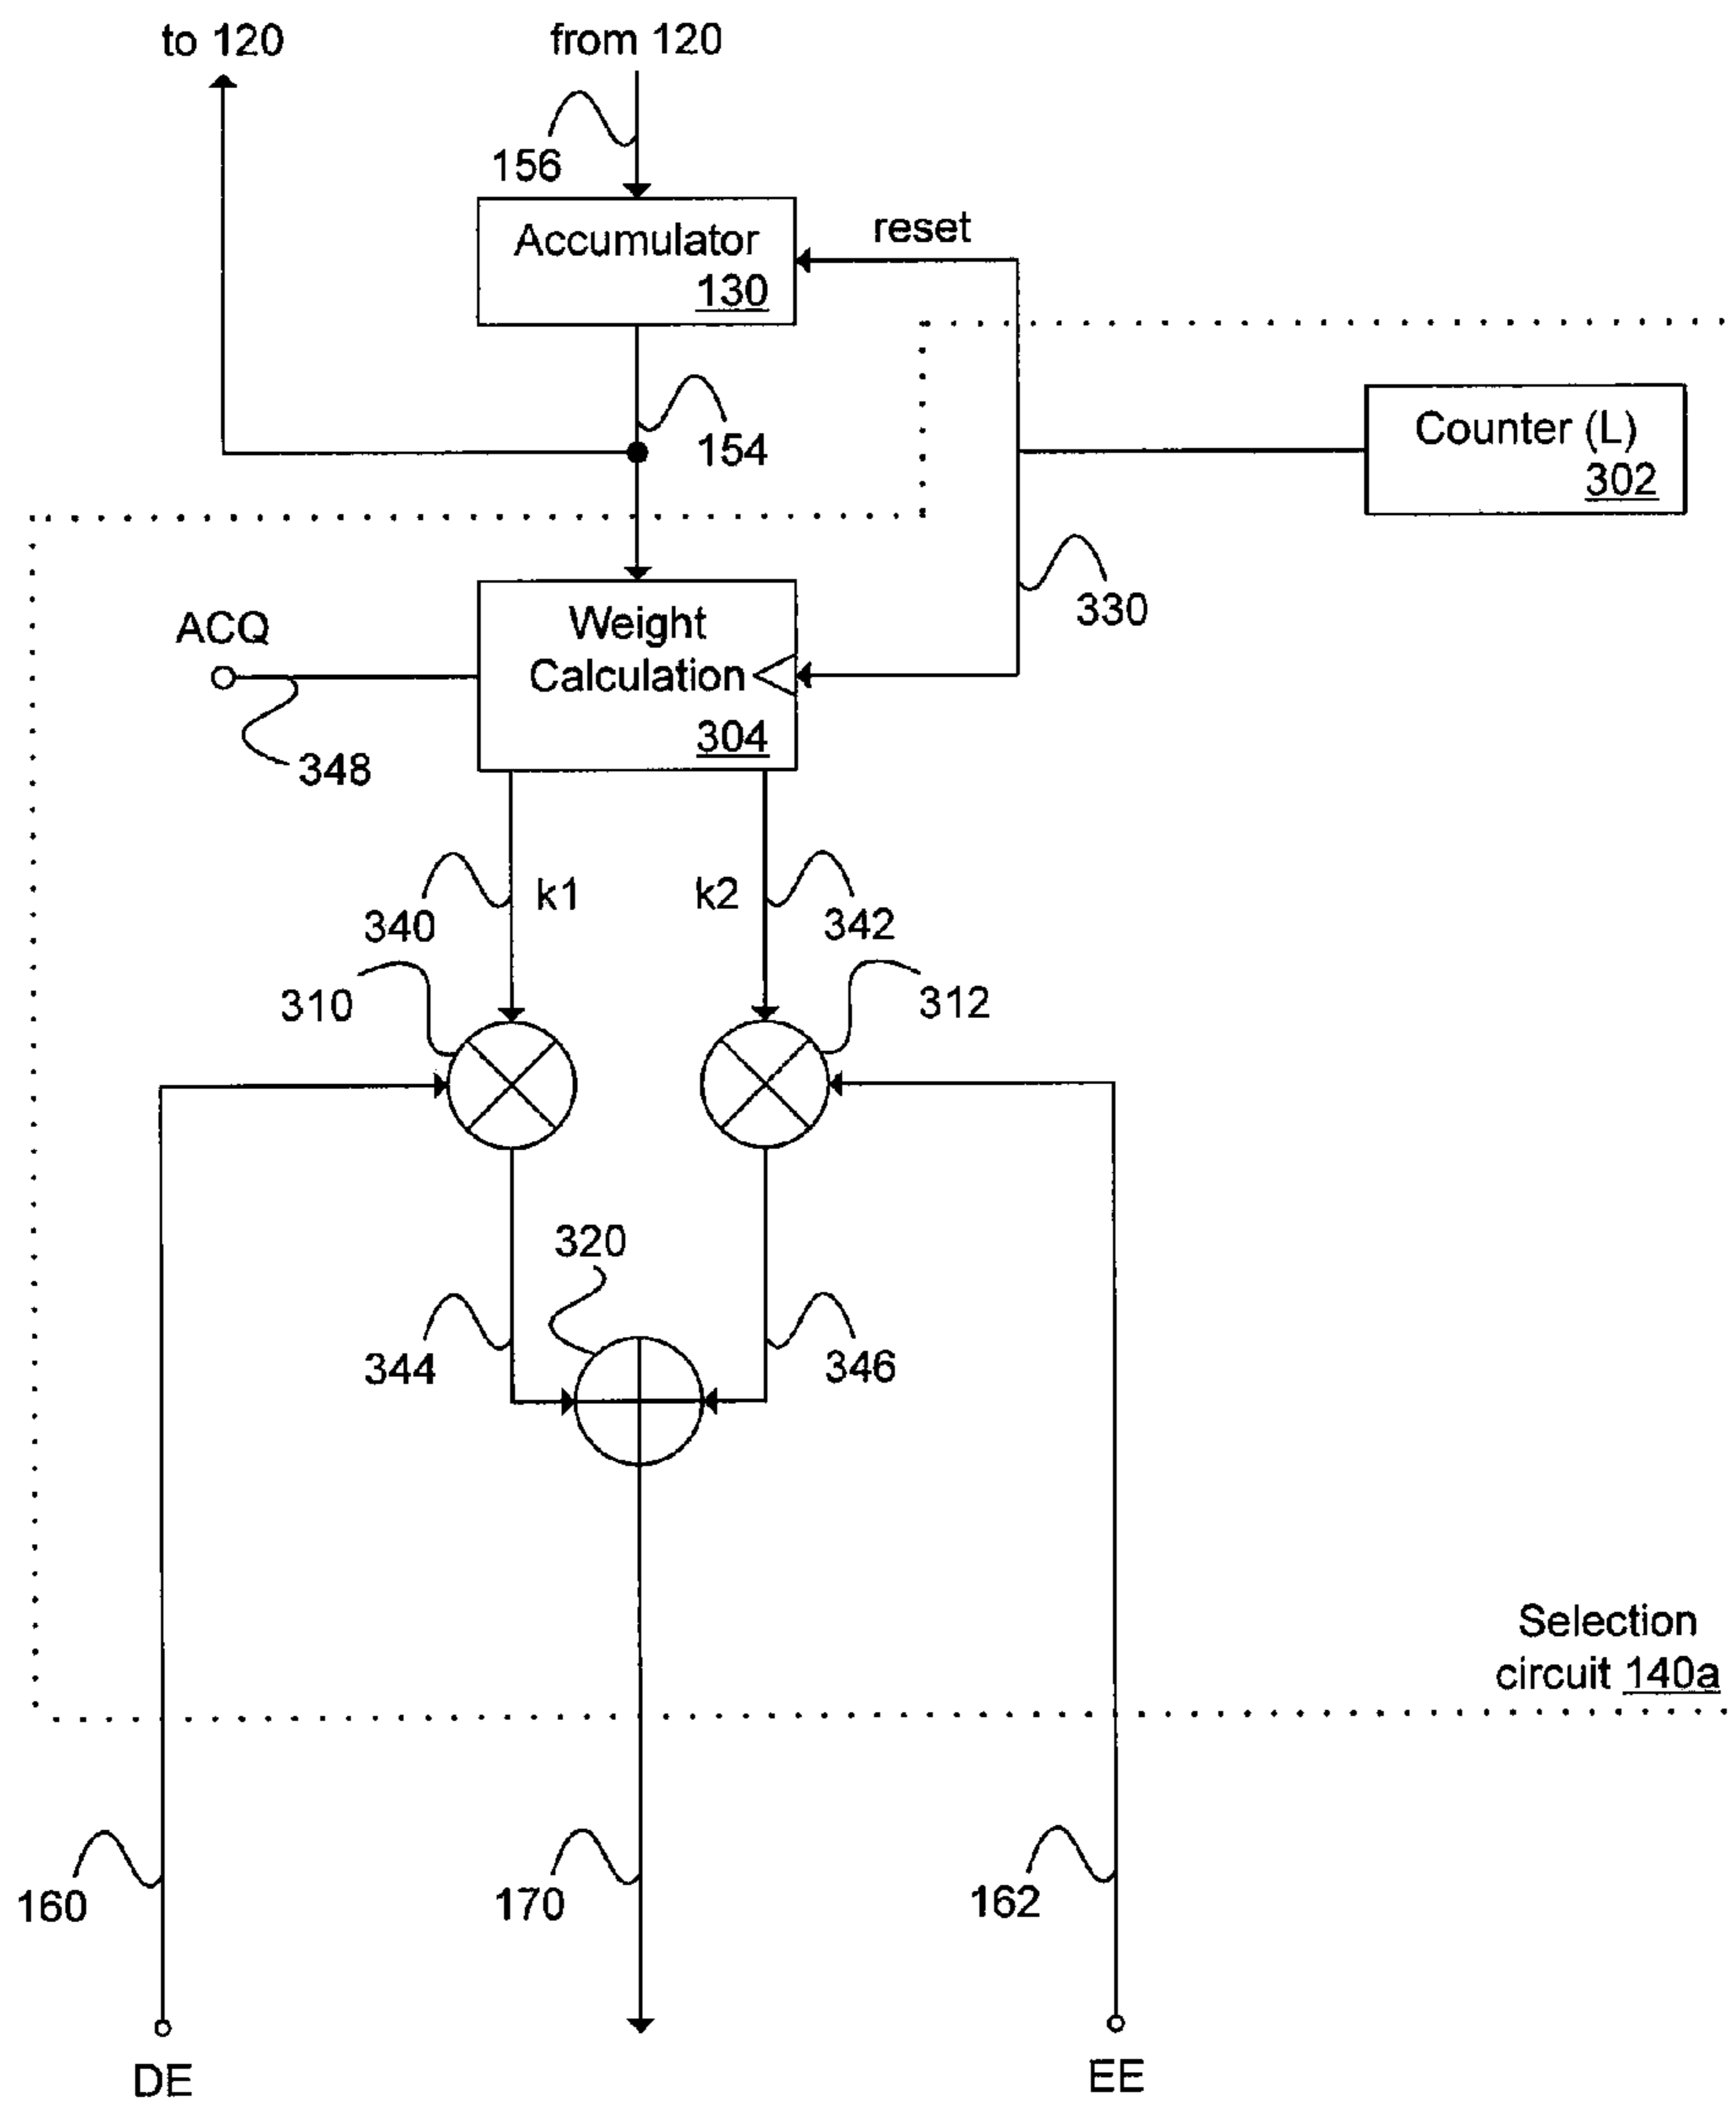 to 120
from 120
156
Accumulator
130
reset
154
Counter (L)
302
330
ACQ
Weight
Calculation
304
348
340
k1
k2
342
310
312
320
344
346
Selection
circuit 140a
160
170
162
DE
EE